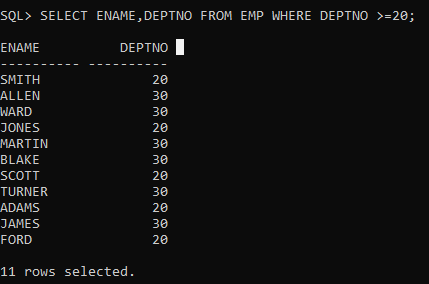 SQL> SELECT ENAME,DEPTNO FROM EMP WHERE DEPTNO >=20;
ENAME          DEPTNO
---------- ----------
SMITH              20
ALLEN              30
WARD               30
JONES              20
MARTIN             30
BLAKE              30
SCOTT              20
TURNER             30
ADAMS              20
JAMES              30
FORD               20
11 rows selected.